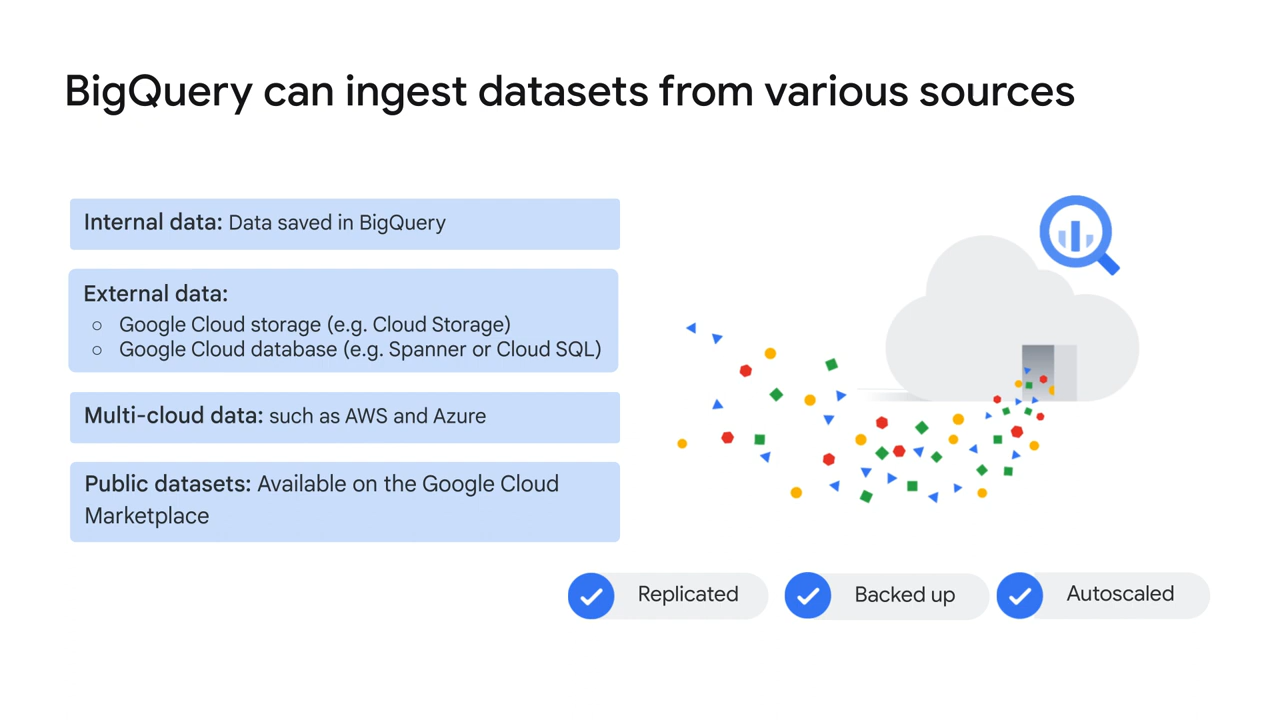 BigQuery can ingest datasets from various sources
Internal data: Data saved in BigQuery
External data:
○ Google Cloud storage (e.g. Cloud Storage)
○ Google Cloud database (e.g. Spanner or Cloud SQL)
Multi-cloud data: such as AWS and Azure
Public datasets: Available on the Google Cloud
Marketplace
Replicated
Backed up
Autoscaled